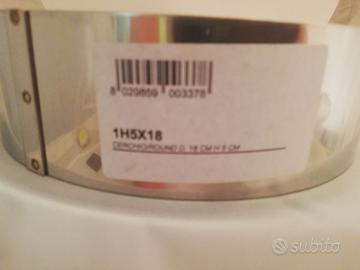 8 029859 003378
1H5X18
CERCHIO/ROUND D. 18 CM H 5 CM
subito